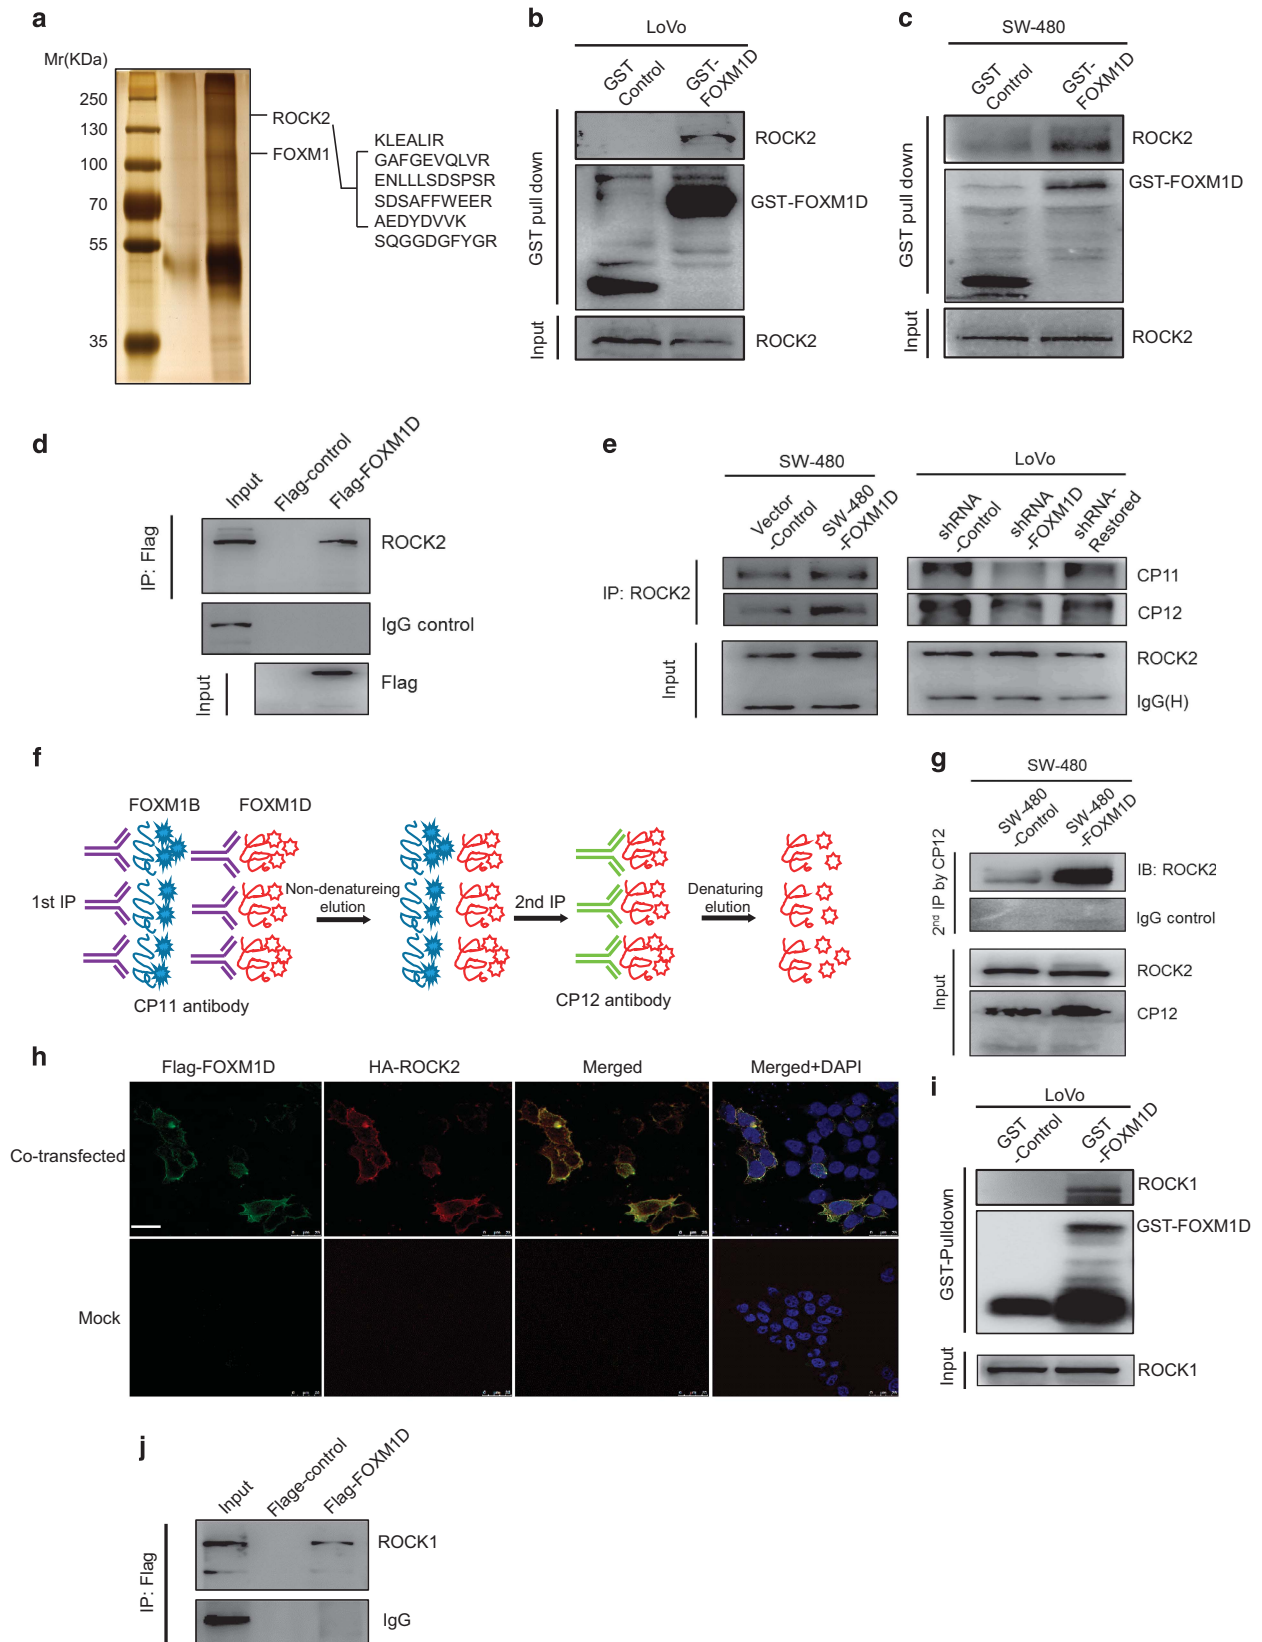 a
Mr(KDa)
250
130
100
70
55
35
ROCK2
FOXM1
KLEALIR
GAFGEVQLVR
ENLLLSDSPSR
SDSAFFWEER
AEDYDVVK
SQGGDGFYGR
b
LoVo
GST
Control
GST-
FOXM1D
GST pull down
Input
ROCK2
GST-FOXM1D
ROCK2
c
SW-480
GST
Control
GST-
FOXM1D
GST pull down
Input
ROCK2
GST-FOXM1D
ROCK2
d
Input
Flag-control
Flag-FOXM1D
IP: Flag
ROCK2
IgG control
Input
Flag
e
SW-480
Vector
-Control
SW-480
-FOXM1D
LoVo
shRNA
-Control
shRNA
-FOXM1D
shRNA-
Restored
IP: ROCK2
CP11
CP12
Input
ROCK2
IgG(H)
f
FOXM1B
FOXM1D
1st IP
Non-denatureing
elution
2nd IP
Denaturing
elution
CP11 antibody
CP12 antibody
g
SW-480
SW-480
-Control
SW-480
-FOXM1D
2nd IP by CP12
IB: ROCK2
IgG control
Input
ROCK2
CP12
h
Flag-FOXM1D
HA-ROCK2
Merged
Merged+DAPI
Co-transfected
Mock
i
LoVo
GST
-Control
GST
-FOXM1D
GST-Pulldown
ROCK1
GST-FOXM1D
Input
ROCK1
j
Input
Flage-control
Flag-FOXM1D
IP: Flag
ROCK1
IgG